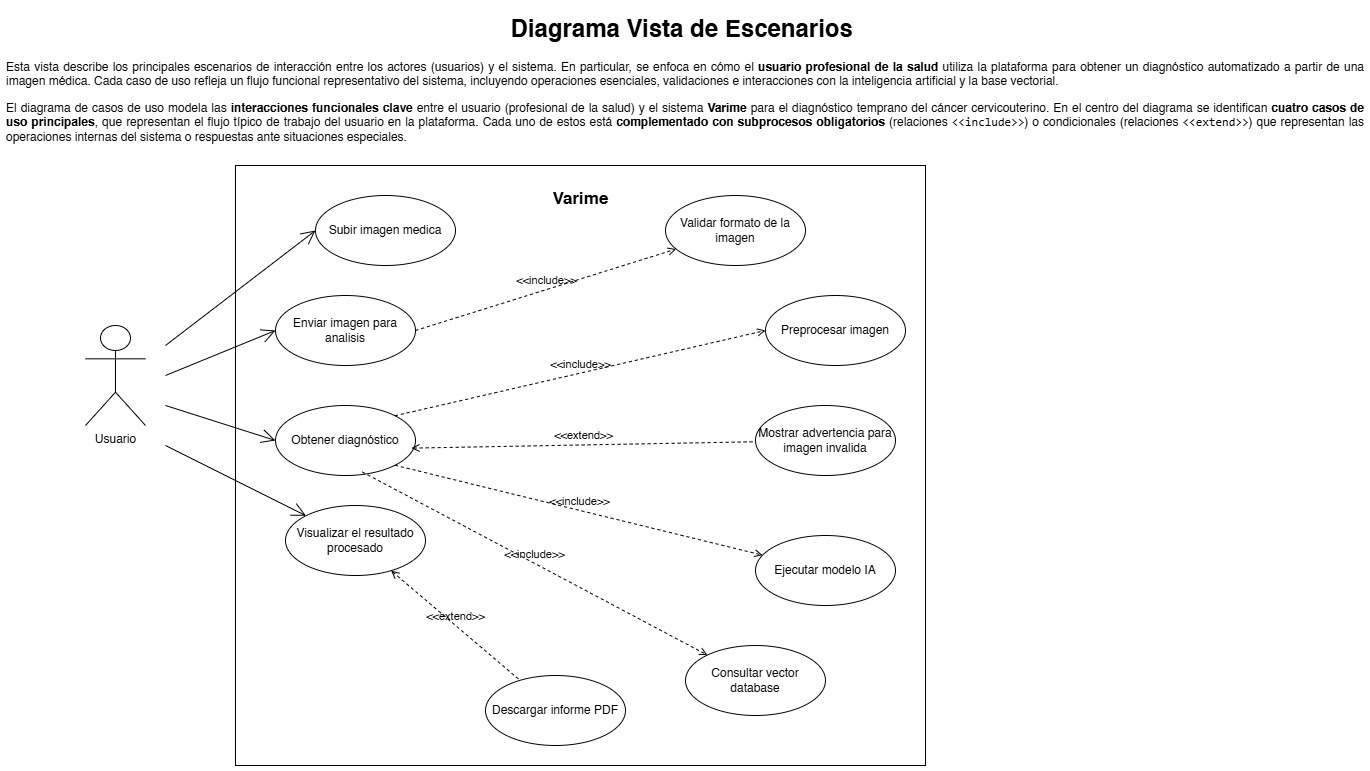 Diagrama Vista de Escenarios
Esta vista describe los principales escenarios de interacción entre los actores (usuarios) y el sistema. En particular, se enfoca en cómo el usuario profesional de la salud utiliza la plataforma para obtener un diagnóstico automatizado a partir de una
imagen médica. Cada caso de uso refleja un flujo funcional representativo del sistema, incluyendo operaciones esenciales, validaciones e interacciones con la inteligencia artificial y la base vectorial.
El diagrama de casos de uso modela las interacciones funcionales clave entre el usuario (profesional de la salud) y el sistema Varime para el diagnóstico temprano del cáncer cervicouterino. En el centro del diagrama se identifican cuatro casos de
uso principales, que representan el flujo típico de trabajo del usuario en la plataforma. Cada uno de estos está complementado con subprocesos obligatorios (relaciones <<include>>) o condicionales (relaciones <<extend>>) que representan las
operaciones internas del sistema o respuestas ante situaciones especiales.
Varime
Subir imagen medica
Validar formato de la
imagen
<<include>>
Enviar imagen para
analisis
Preprocesar imagen
<<include>>
Usuario
Obtener diagnóstico
<<extend>>
Mostrar advertencia para
imagen invalida
<<include>>
Visualizar el resultado
procesado
<<include>>
Ejecutar modelo IA
<<extend>>
Consultar vector
database
Descargar informe PDF